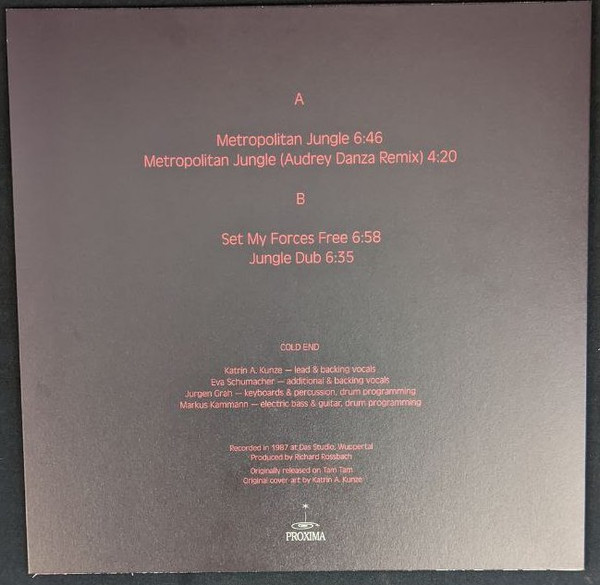 A
Metropolitan Jungle 6:46
Metropolitan Jungle (Audrey Danza Remix) 4:20
B
Set My Forces Free 6:58
Jungle Dub 6:35
COLD END
Katrin A. Kunze — lead & backing vocals
Eva Schumacher — additional & backing vocals
Jurgen Grah — keyboards & percussion, drum programming
Markus Kammann — electric bass & guitar, drum programming
Recorded in 1987 at Das Studio, Wuppertal
Produced by Richard Rossbach
Originally released on Tam Tam
Original cover art by Katrin A. Kunze
PROXIMA